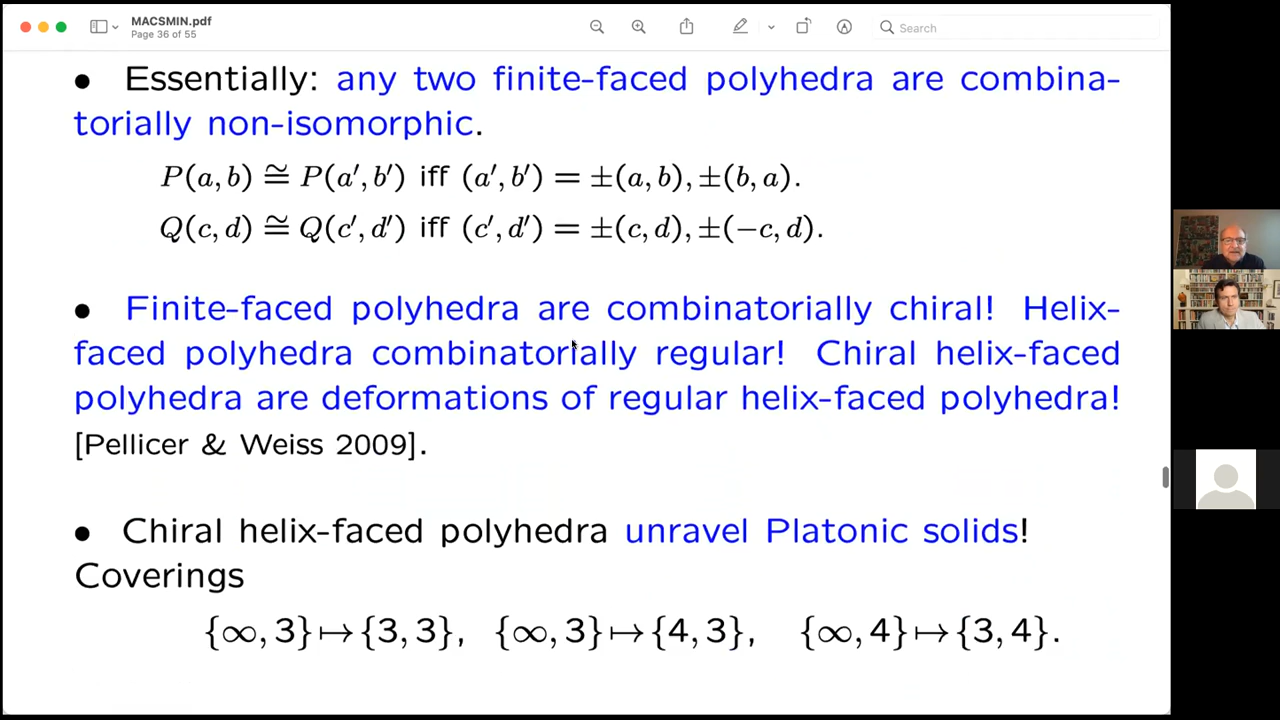 MACSMIN.pdf
Page 36 of 55
Search
• Essentially: any two finite-faced polyhedra are combina-
torially non-isomorphic.
P(a, b) ≅ P(a′, b′) iff (a′, b′) = ±(a, b), ±(b, a).
Q(c, d) ≅ Q(c′, d′) iff (c′, d′) = ±(c, d), ±(−c, d).
• Finite-faced polyhedra are combinatorially chiral! Helix-
faced polyhedra combinatorially regular! Chiral helix-faced
polyhedra are deformations of regular helix-faced polyhedra!
[Pellicer & Weiss 2009].
• Chiral helix-faced polyhedra unravel Platonic solids!
Coverings
{∞, 3} ↦ {3, 3}, {∞, 3} ↦ {4, 3}, {∞, 4} ↦ {3, 4}.